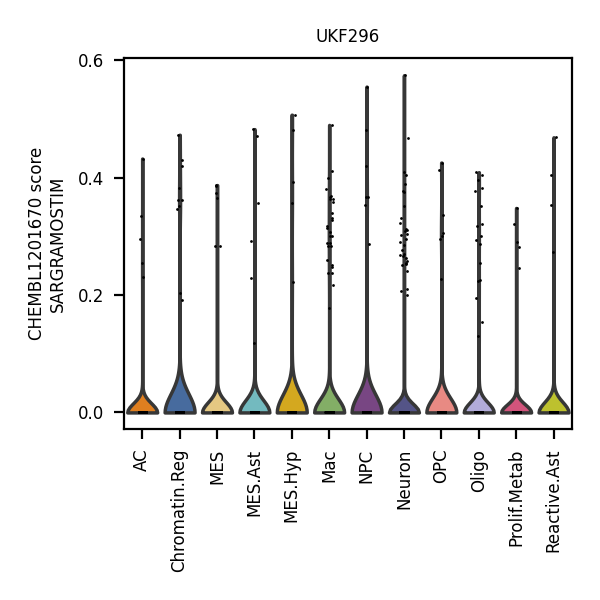 UKF296
CHEMBL1201670 score
SARGRAMOSTIM
0.6
0.4
0.2
0.0
AC
Chromatin.Reg
MES
MES.Ast
MES.Hyp
Mac
NPC
Neuron
OPC
Oligo
Prolif.Metab
Reactive.Ast